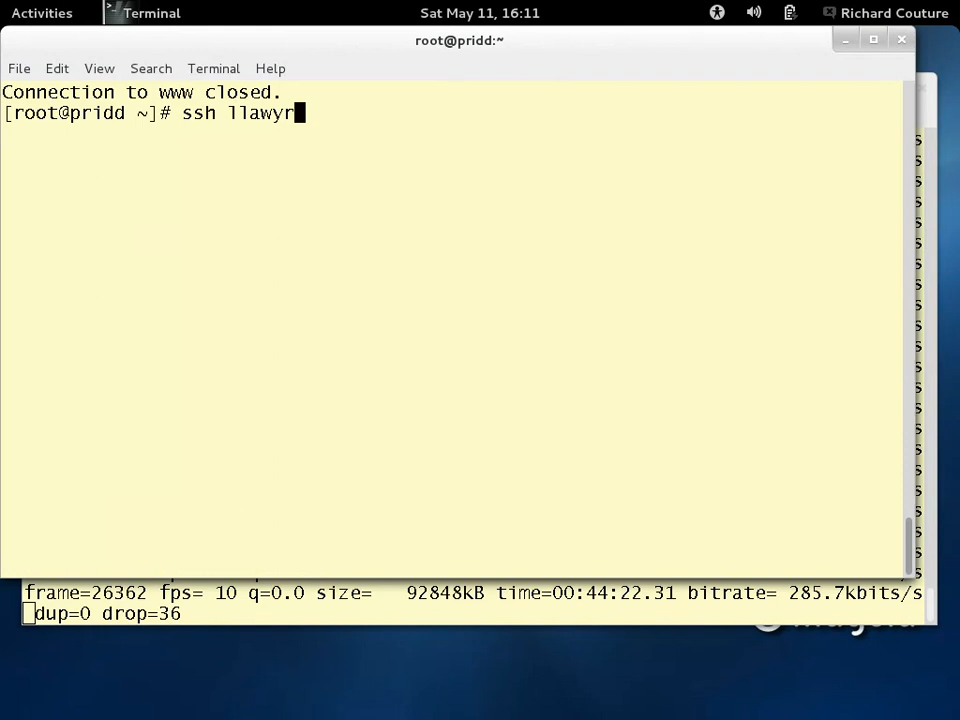 Activities
Terminal
Sat May 11, 16:11
Richard Couture
root@pridd:~
File Edit View Search Terminal Help
Connection to www closed.
[root@pridd ~]# ssh llawyr
frame=26362 fps= 10 q=0.0 size=   92848kB time=00:44:22.31 bitrate= 285.7kbits/s
dup=0 drop=36